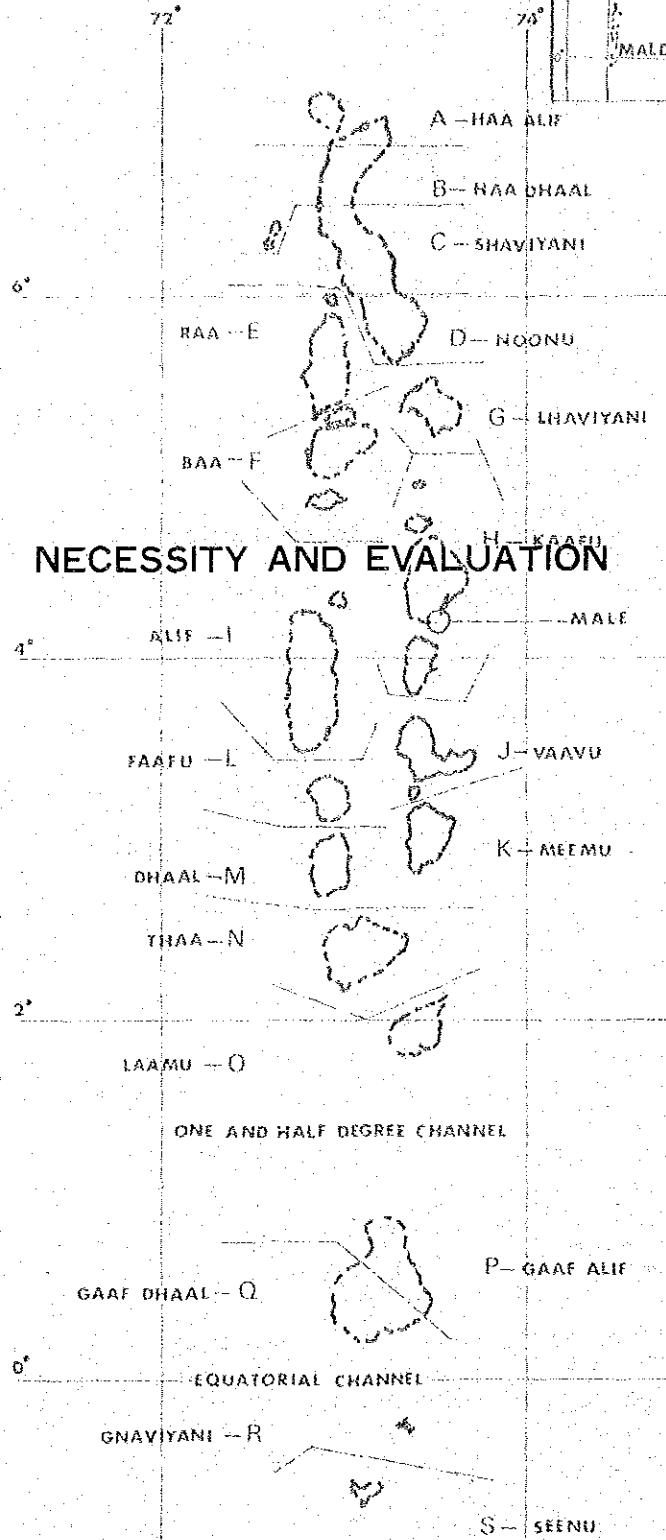 72°
74°
0°
MALD
A – HAA ALIF
B – HAA DHAAL
C – SHAVIYANI
6°
RAA – E
D – NOONU
G – LHAVIYANI
BAA – F
H – KAAFU
NECESSITY AND EVALUATION
MALE
ALIF – I
4°
FAAFU – L
J – VAAVU
K – MEEMU
DHAAL – M
THAA – N
2°
LAAMU – O
ONE AND HALF DEGREE CHANNEL
P – GAAF ALIF
GAAF DHAAL – Q
0°
EQUATORIAL CHANNEL
GNAVIYANI – R
S – SEENU